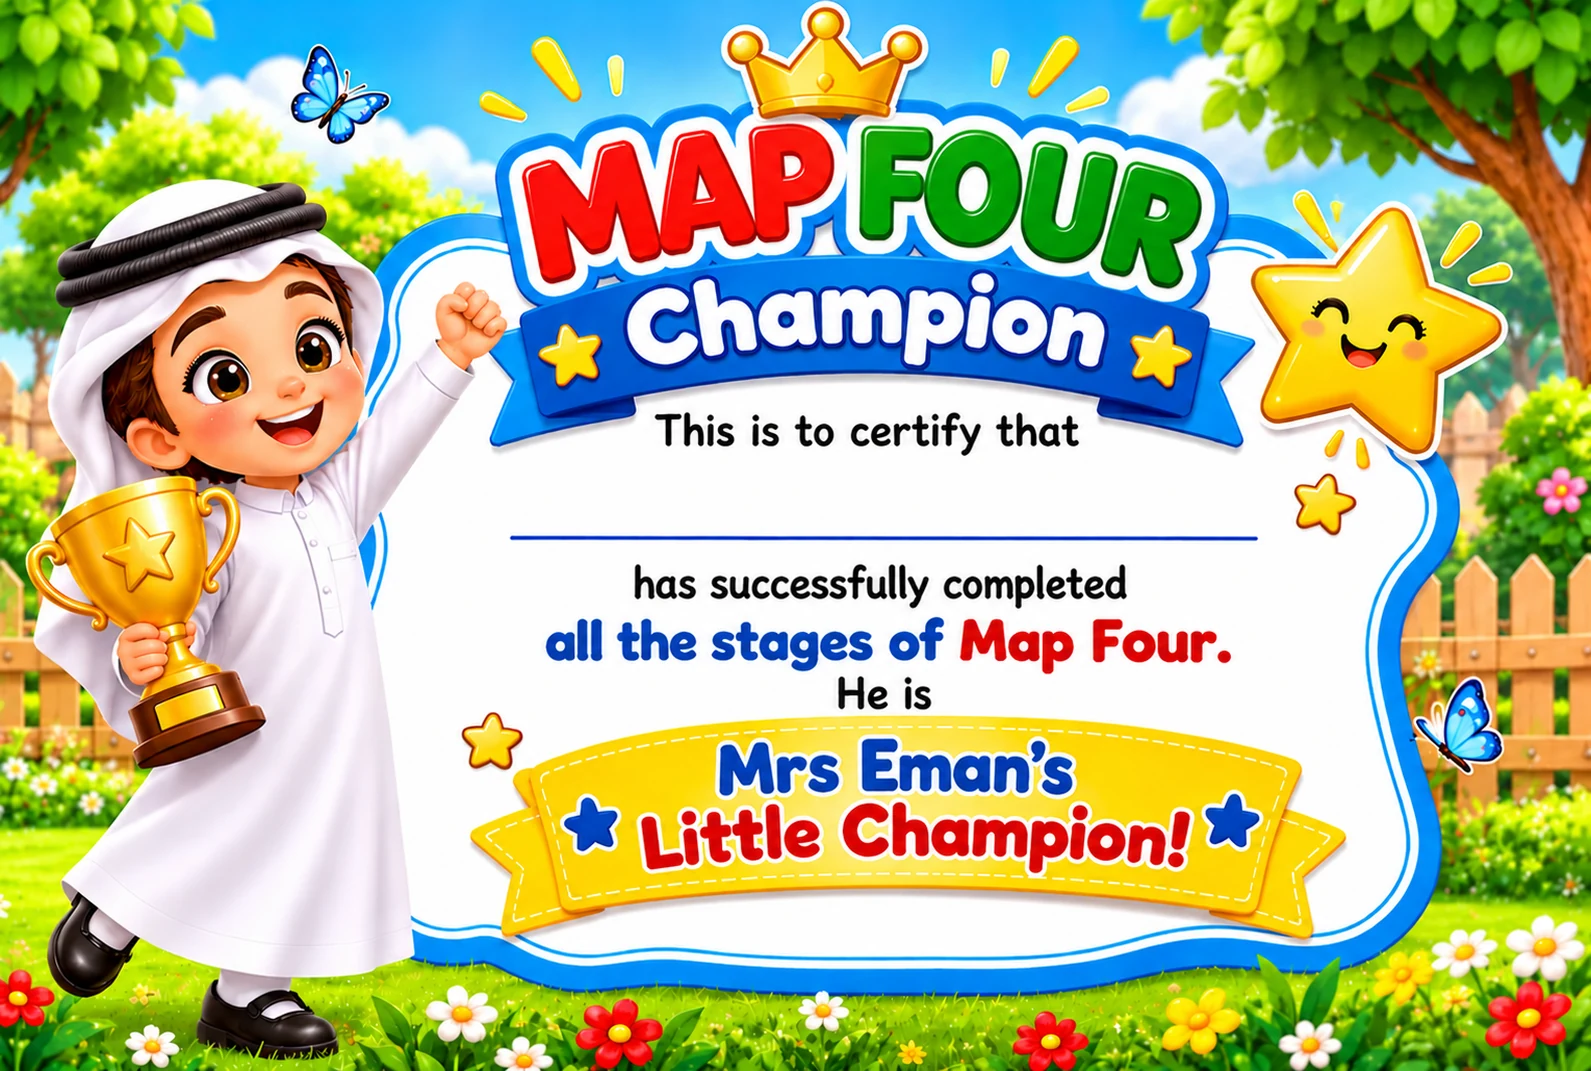 MAP FOUR
Champion
This is to certify that
has successfully completed
all the stages of Map Four.
He is
Mrs Eman's
Little Champion!